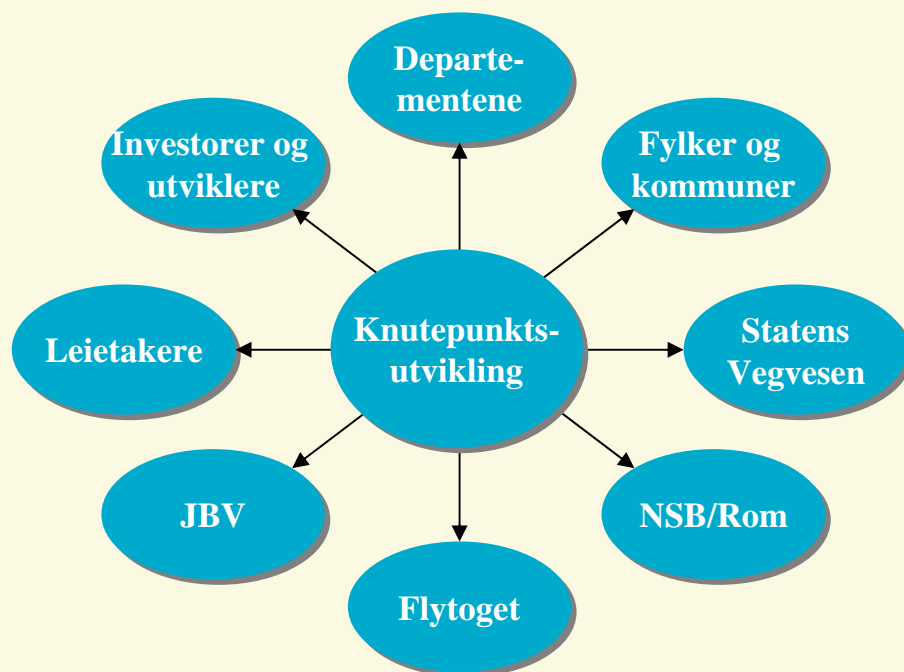 Departe-
mentene
Investorer og
utviklere
Fylker og
kommuner
Knutepunkts-
utvikling
Leietakere
Statens
Vegvesen
JBV
NSB/Rom
Flytoget